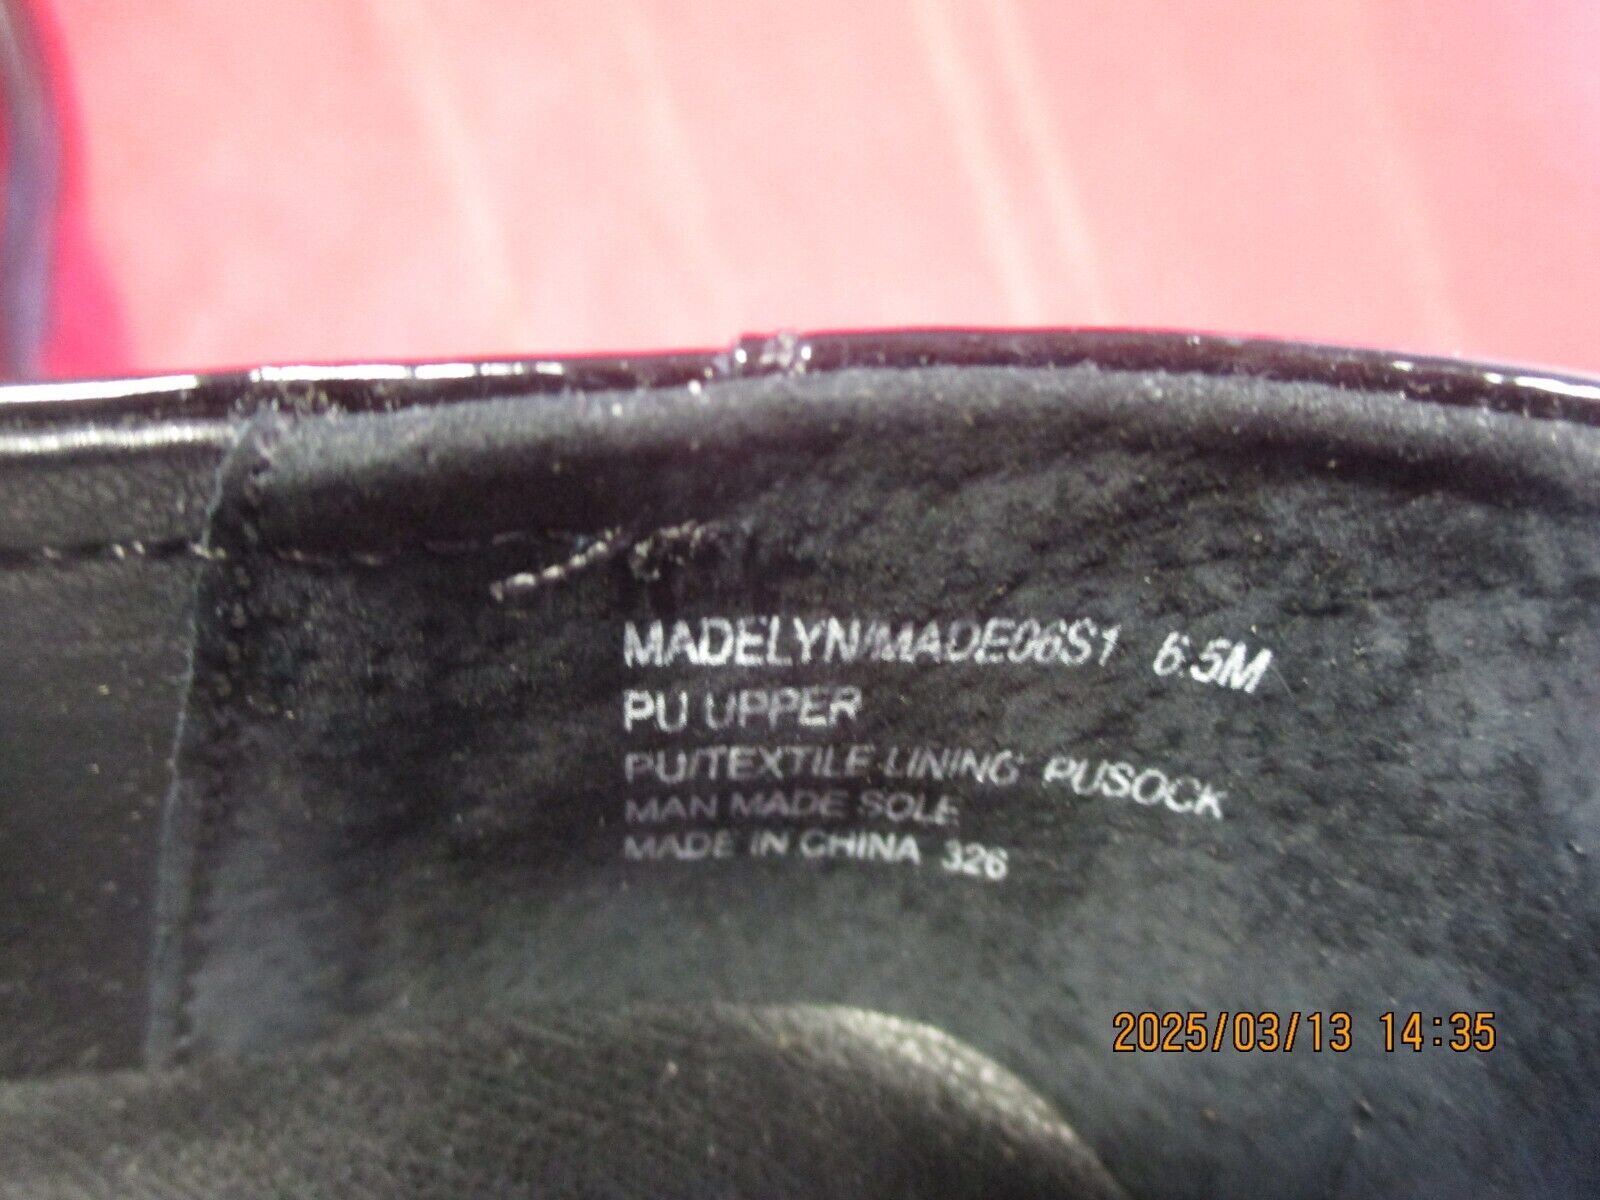 MADELYN/MADE06S1 6.5M
PU UPPER
PU/TEXTILE LINING PUSOCK
MAN MADE SOLE
MADE IN CHINA 326
2025/03/13 14:35